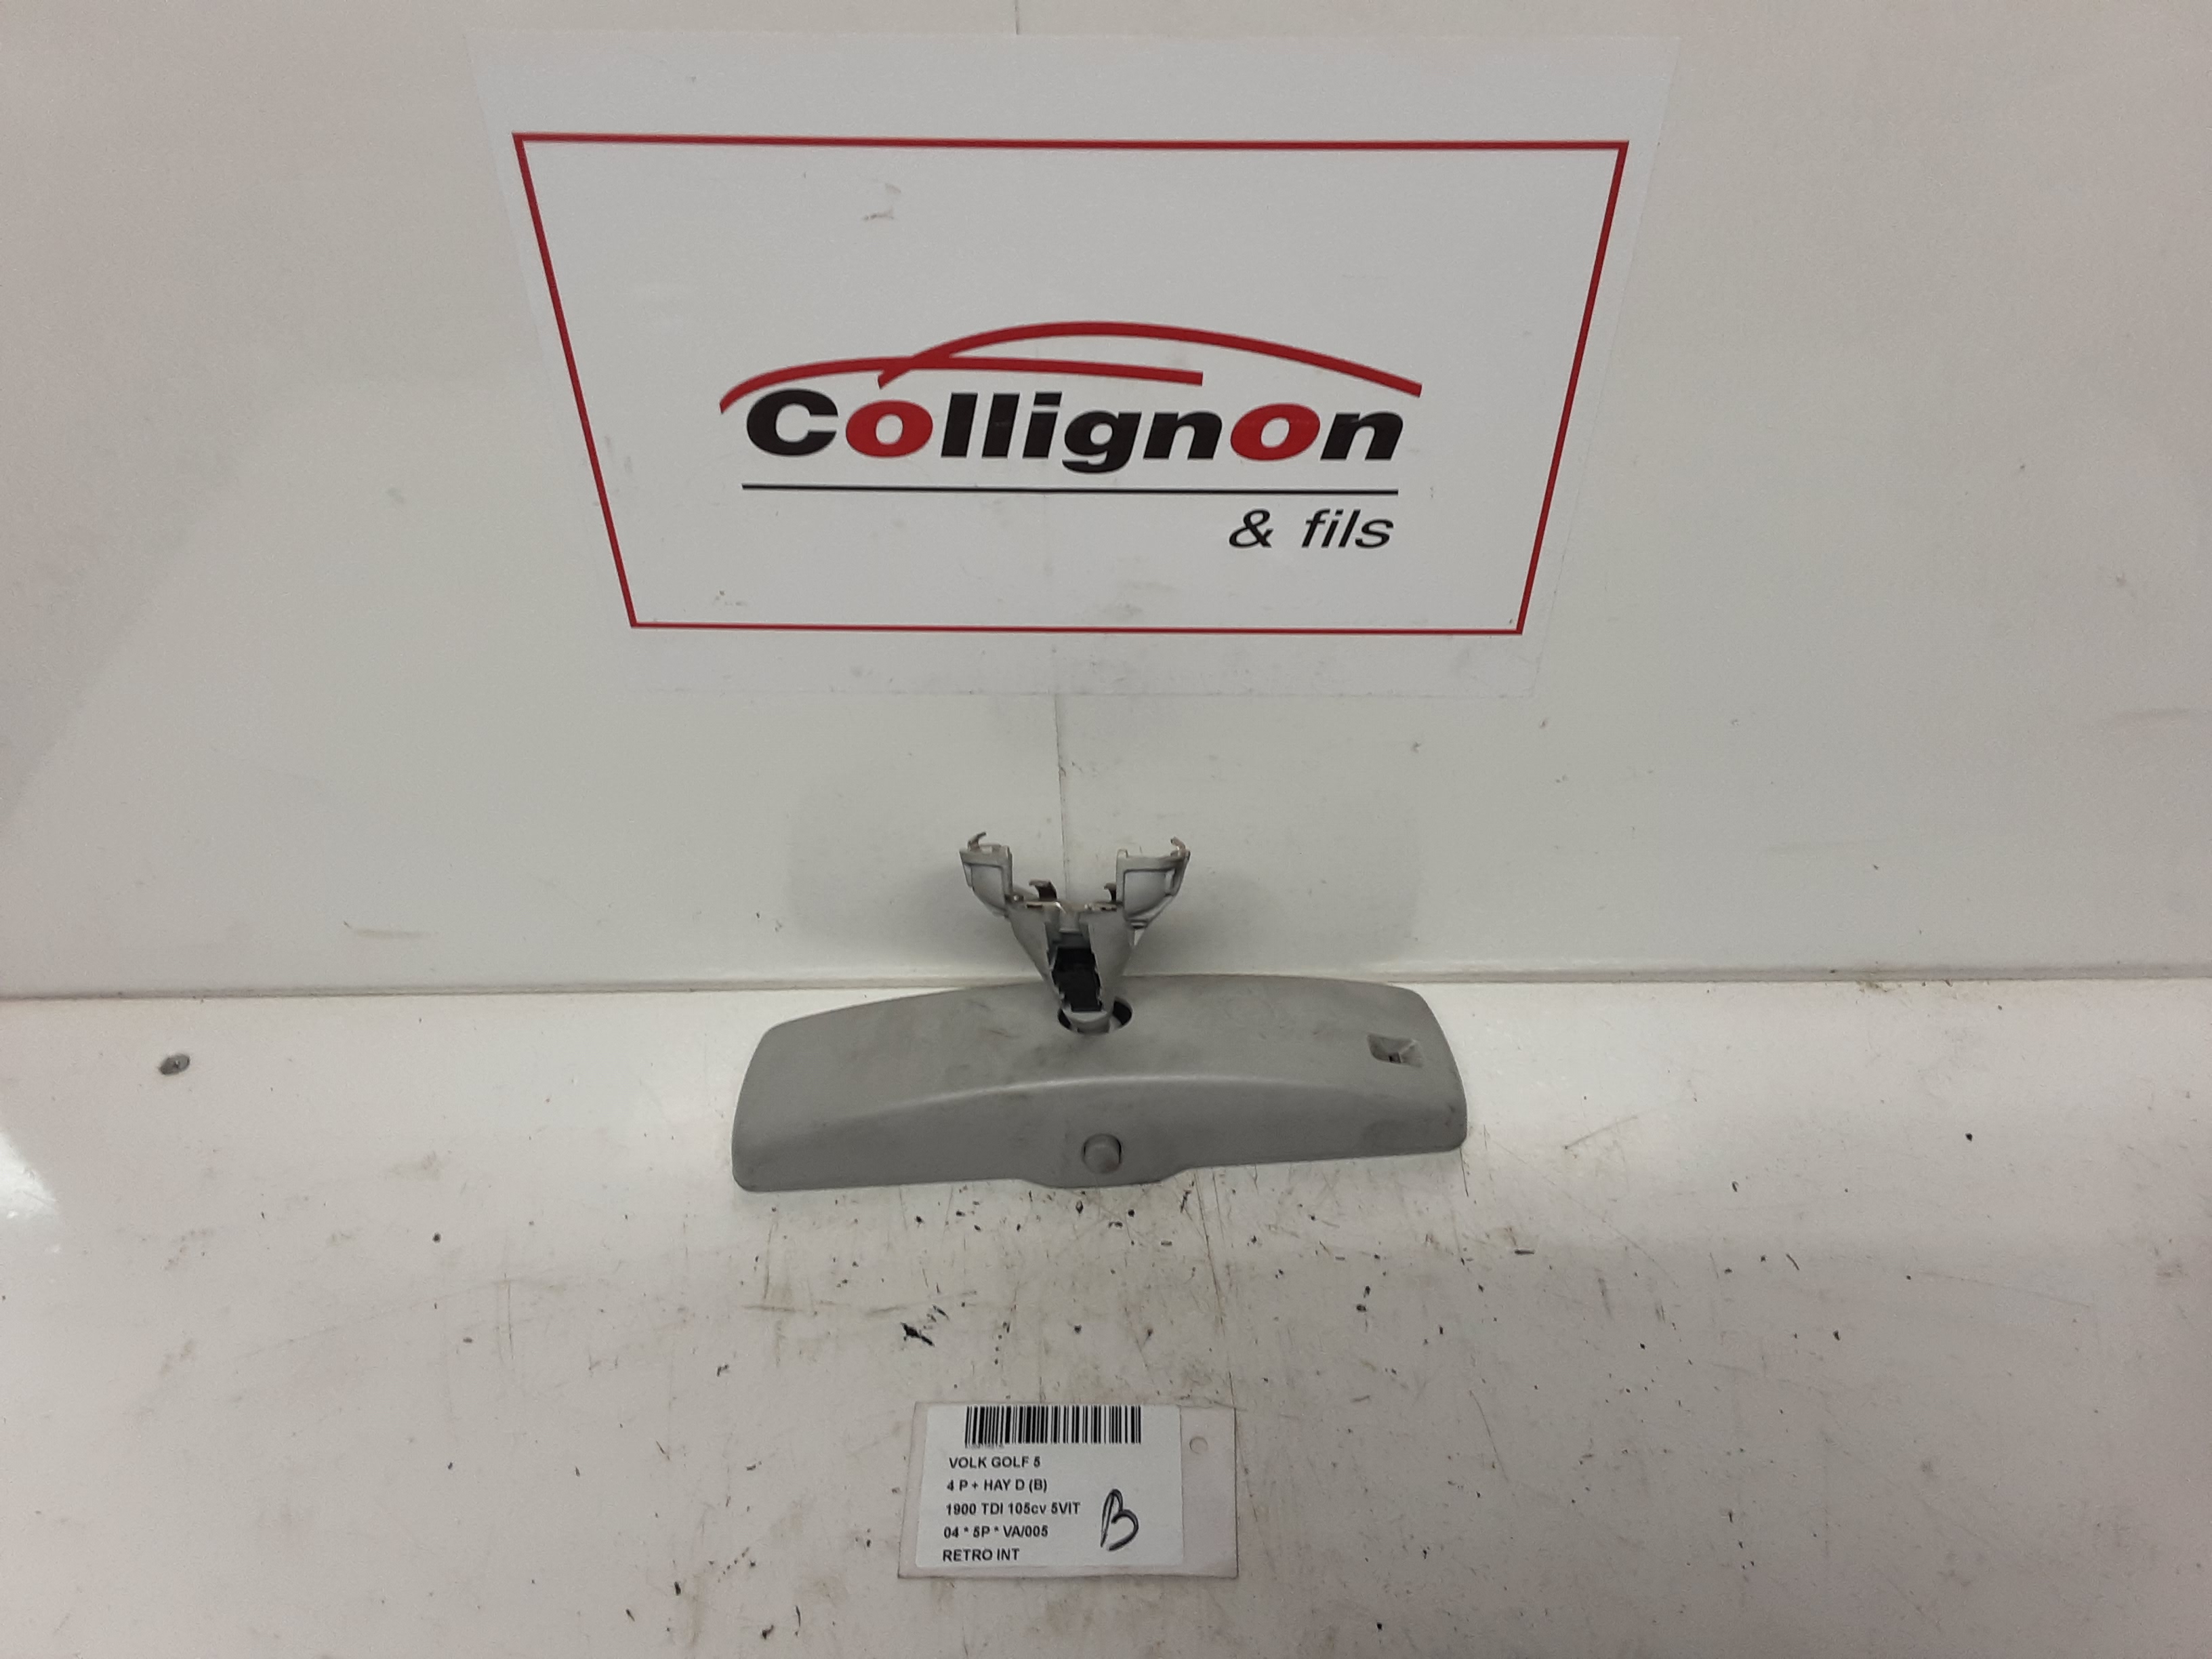 Collignon
& fils
VOLK GOLF 5
4 P + HAY D (B)
1900 TDI 105cv 5VIT
04 * 5P * VA/005
RETRO INT
B